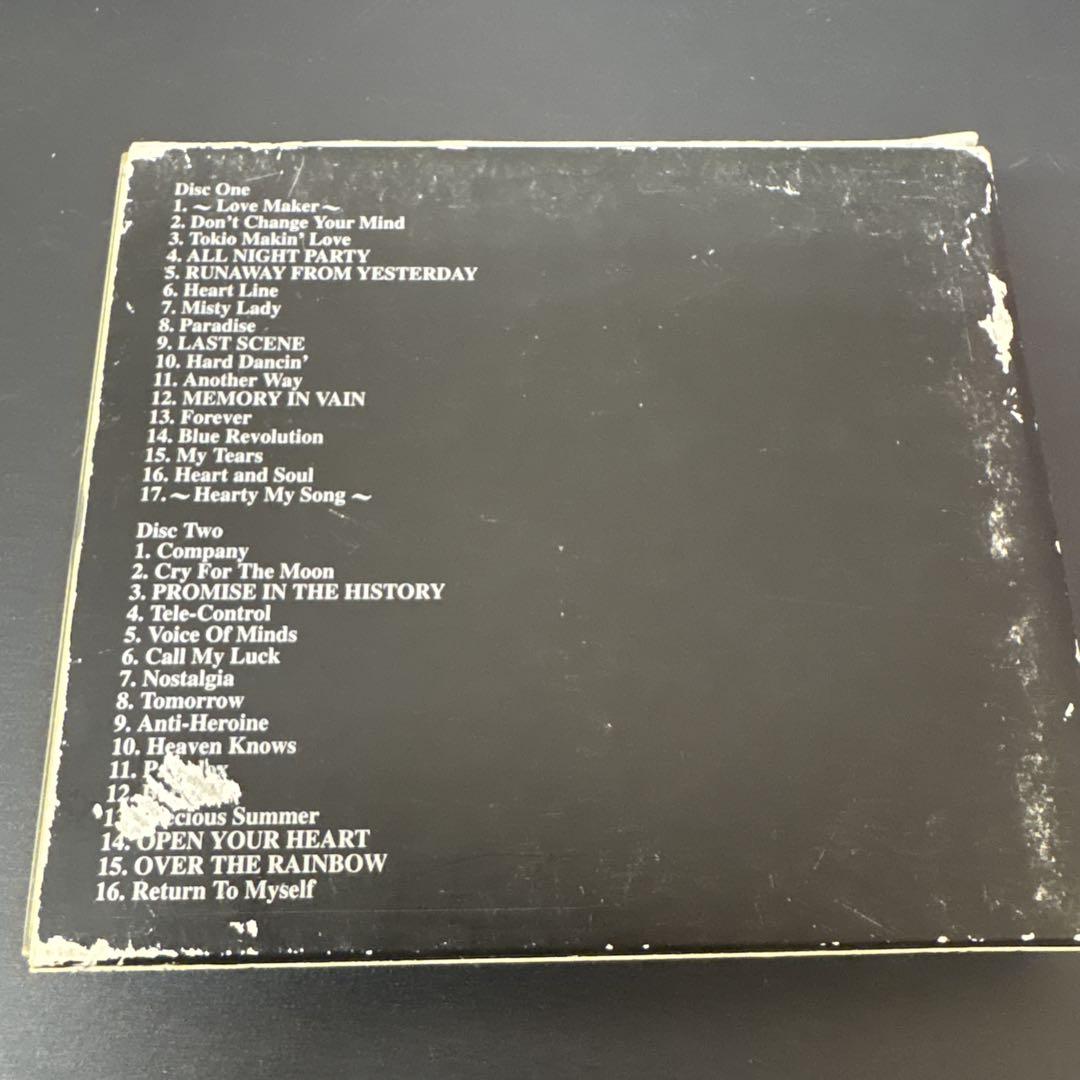 Disc One
1. ~ Love Maker ~
2. Don't Change Your Mind
3. Tokio Makin' Love
4. ALL NIGHT PARTY
5. RUNAWAY FROM YESTERDAY
6. Heart Line
7. Misty Lady
8. Paradise
9. LAST SCENE
10. Hard Dancin'
11. Another Way
12. MEMORY IN VAIN
13. Forever
14. Blue Revolution
15. My Tears
16. Heart and Soul
17. ~ Hearty My Song ~
Disc Two
1. Company
2. Cry For The Moon
3. PROMISE IN THE HISTORY
4. Tele-Control
5. Voice Of Minds
6. Call My Luck
7. Nostalgia
8. Tomorrow
9. Anti-Heroine
10. Heaven Knows
11.
12.
Summer
14. OPEN YOUR HEART
15. OVER THE RAINBOW
16. Return To Myself